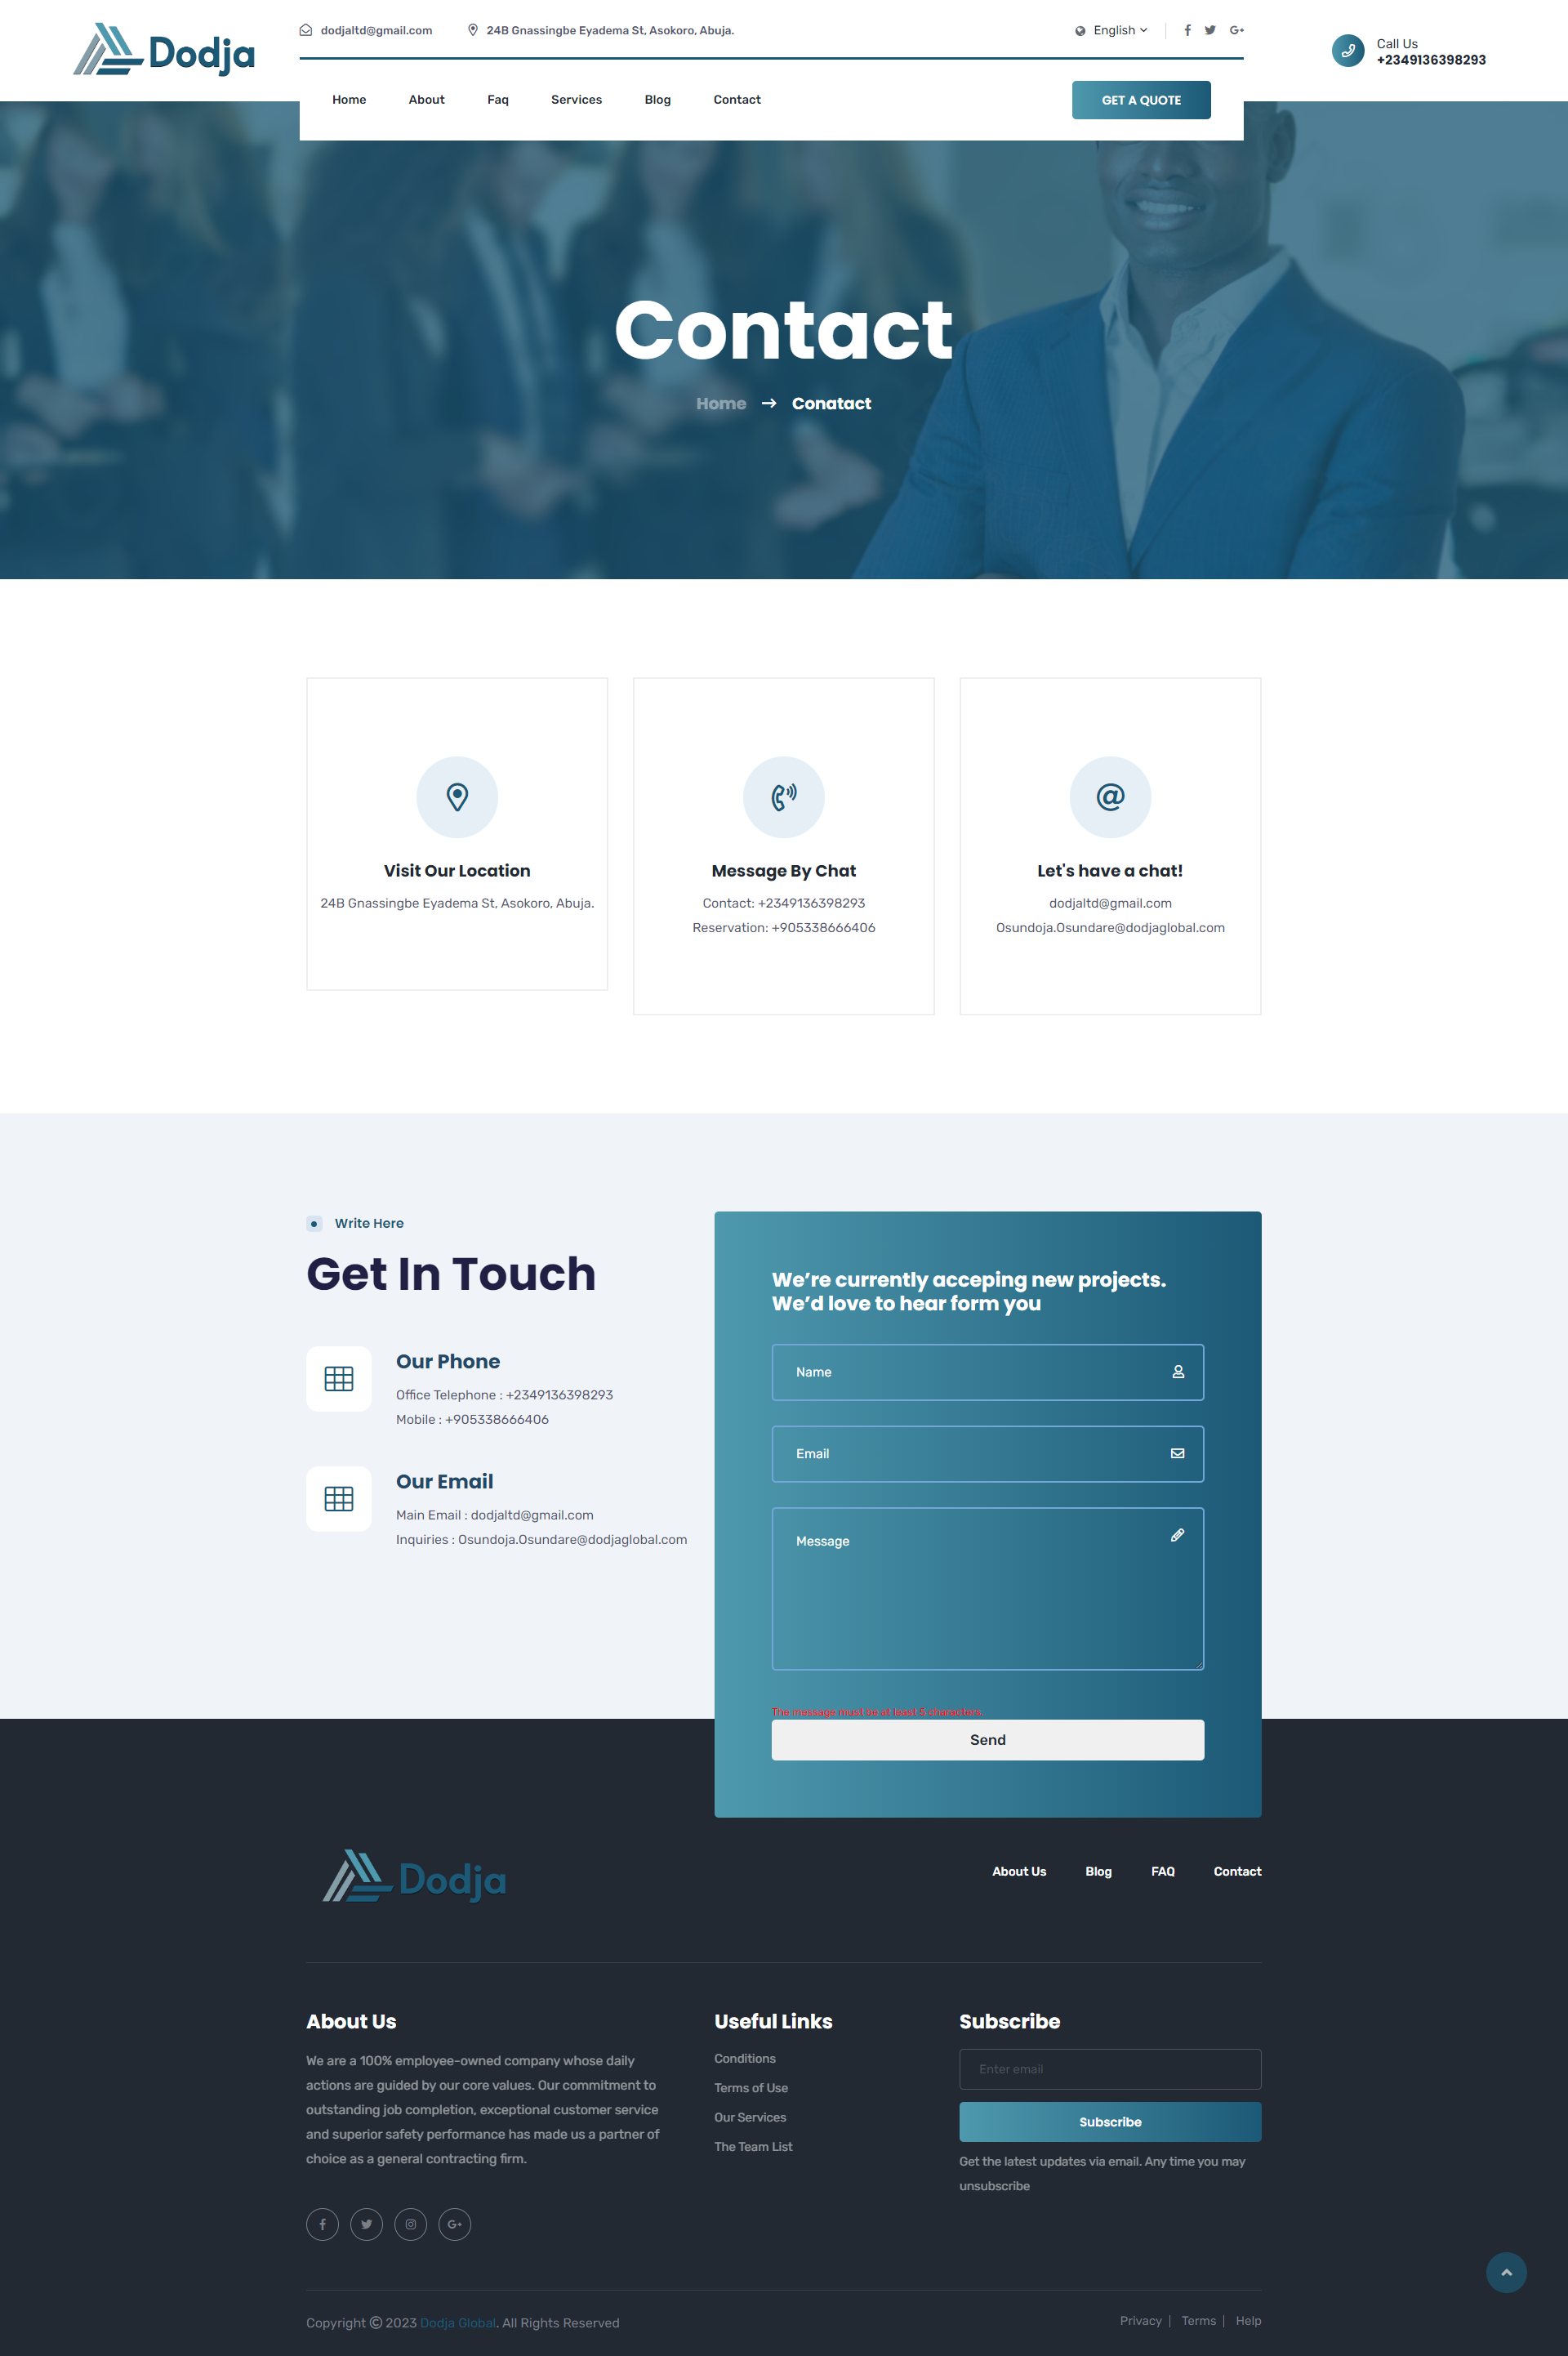 Dodja
dodjaltd@gmail.com
24B Gnassingbe Eyadema St, Asokoro, Abuja.
English
Call Us
+2349136398293
Home
About
Faq
Services
Blog
Contact
GET A QUOTE
Contact
Home → Conatact
Visit Our Location
24B Gnassingbe Eyadema St, Asokoro, Abuja.
Message By Chat
Contact: +2349136398293
Reservation: +905338666406
Let's have a chat!
dodjaltd@gmail.com
Osundoja.Osundare@dodjaglobal.com
Write Here
Get In Touch
Our Phone
Office Telephone : +2349136398293
Mobile : +905338666406
Our Email
Main Email : dodjaltd@gmail.com
Inquiries : Osundoja.Osundare@dodjaglobal.com
We’re currently acceping new projects.
We’d love to hear form you
Name
Email
Message
The message must be at least 5 characters.
Send
Dodja
About Us
Blog
FAQ
Contact
About Us
We are a 100% employee-owned company whose daily
actions are guided by our core values. Our commitment to
outstanding job completion, exceptional customer service
and superior safety performance has made us a partner of
choice as a general contracting firm.
Useful Links
Conditions
Terms of Use
Our Services
The Team List
Subscribe
Enter email
Subscribe
Get the latest updates via email. Any time you may
unsubscribe
Copyright © 2023 Dodja Global. All Rights Reserved
Privacy | Terms | Help